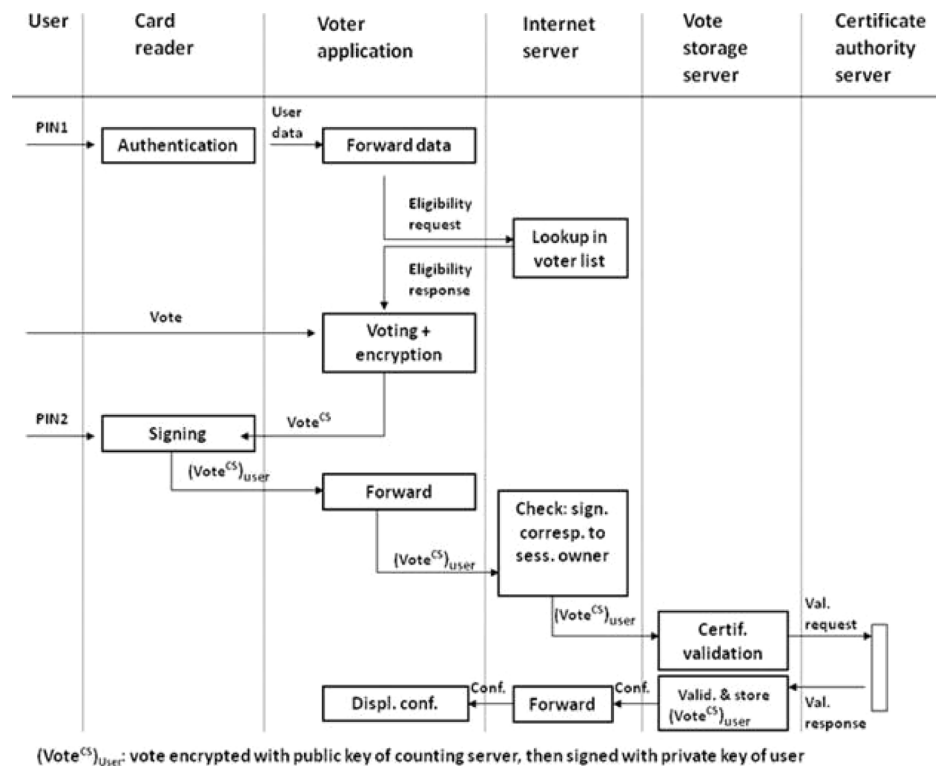 User
Card
reader
Voter
application
Internet
server
Vote
storage
server
Certificate
authority
server
PIN1
Authentication
User
data
Forward data
Eligibility
request
Lookup in
voter list
Eligibility
response
Vote
Voting +
encryption
PIN2
Signing
Vote^CS
(Vote^CS)user
Forward
Check: sign.
corresp. to
sess. owner
(Vote^CS)user
(Vote^CS)user
Certif.
validation
Val.
request
Displ. conf.
Conf.
Forward
Conf.
Valid. & store
(Vote^CS)user
Val.
response
(Vote^CS)User: vote encrypted with public key of counting server, then signed with private key of user